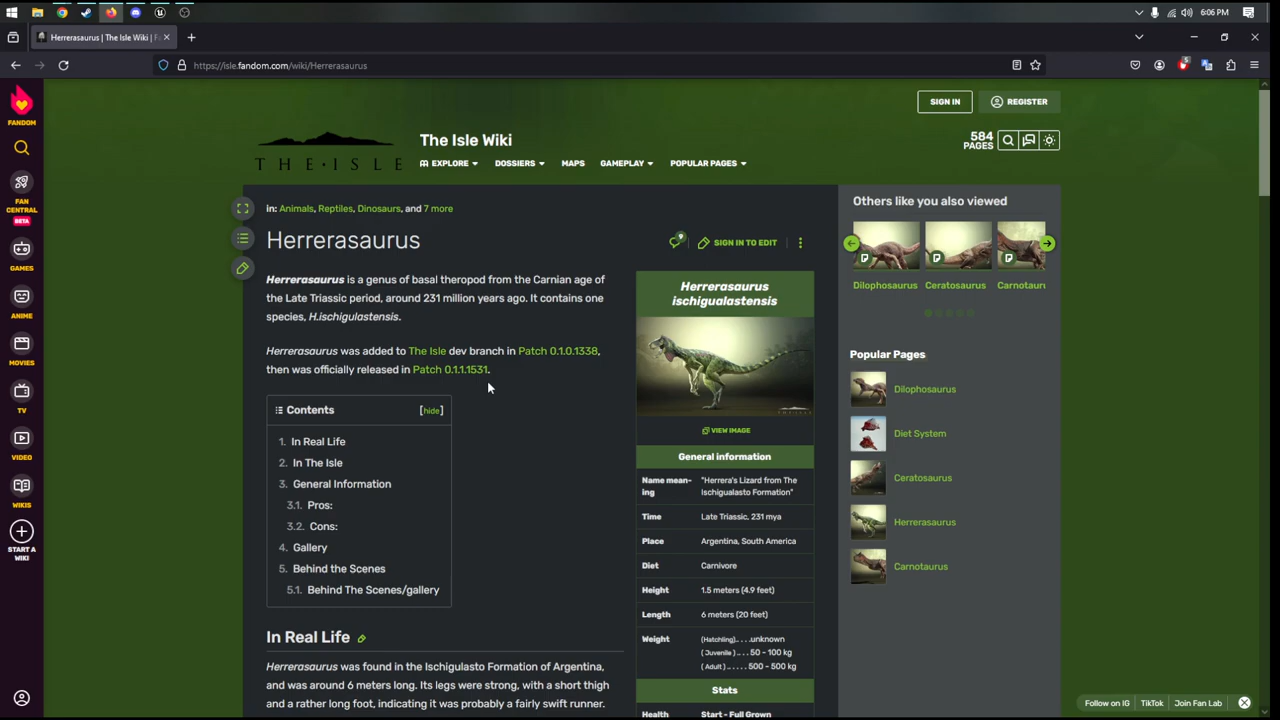 6:06 PM
Herrerasaurus | The Isle Wiki | F
https://isle.fandom.com/wiki/Herrerasaurus
5
FANDOM
FAN CENTRAL
BETA
GAMES
ANIME
MOVIES
TV
VIDEO
WIKIS
START A WIKI
SIGN IN
REGISTER
THE·ISLE
The Isle Wiki
EXPLORE
DOSSIERS
MAPS
GAMEPLAY
POPULAR PAGES
584
PAGES
in: Animals, Reptiles, Dinosaurs, and 7 more
Herrerasaurus
9
SIGN IN TO EDIT
Herrerasaurus is a genus of basal theropod from the Carnian age of
the Late Triassic period, around 231 million years ago. It contains one
species, H.ischigulastensis.
Herrerasaurus was added to The Isle dev branch in Patch 0.1.0.1338,
then was officially released in Patch 0.1.1.1531.
Contents [hide]
1. In Real Life
2. In The Isle
3. General Information
3.1. Pros:
3.2. Cons:
4. Gallery
5. Behind the Scenes
5.1. Behind The Scenes/gallery
In Real Life
Herrerasaurus was found in the Ischigulasto Formation of Argentina,
and was around 6 meters long. Its legs were strong, with a short thigh
and a rather long foot, indicating it was probably a fairly swift runner.
Herrerasaurus
ischigualastensis
VIEW IMAGE
General information
Name mean-
ing
"Herrera's Lizard from The
Ischigualasto Formation"
Time Late Triassic, 231 mya
Place Argentina, South America
Diet Carnivore
Height 1.5 meters (4.9 feet)
Length 6 meters (20 feet)
Weight (Hatchling). . . .unknown
( Juvenile ) . . . 50 - 100 kg
( Adult ) . . . . . 500 - 500 kg
Stats
Health Start - Full Grown
Others like you also viewed
Dilophosaurus
Ceratosaurus
Carnotauru
Popular Pages
Dilophosaurus
Diet System
Ceratosaurus
Herrerasaurus
Carnotaurus
Follow on IG
TikTok
Join Fan Lab